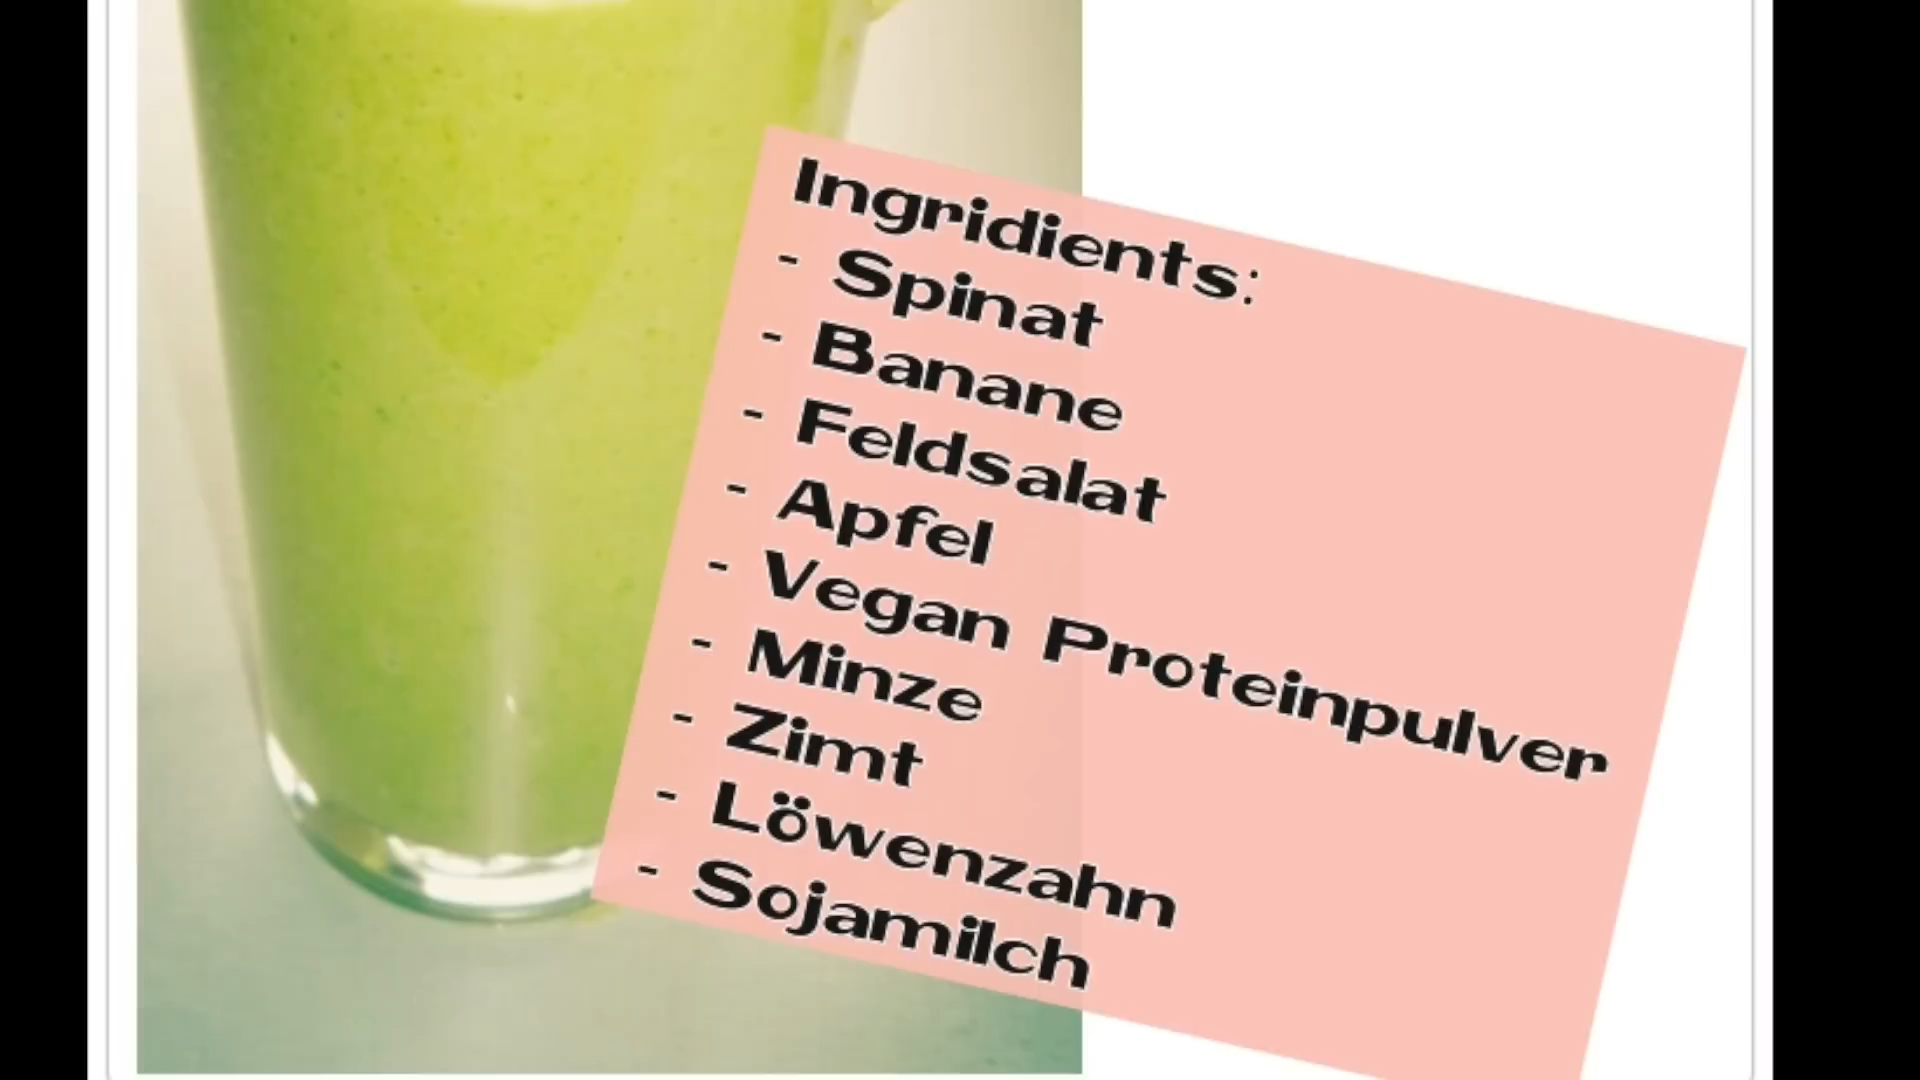 Ingridients:
- Spinat
- Banane
- Feldsalat
- Apfel
- Vegan Proteinpulver
- Minze
- Zimt
- Löwenzahn
- Sojamilch